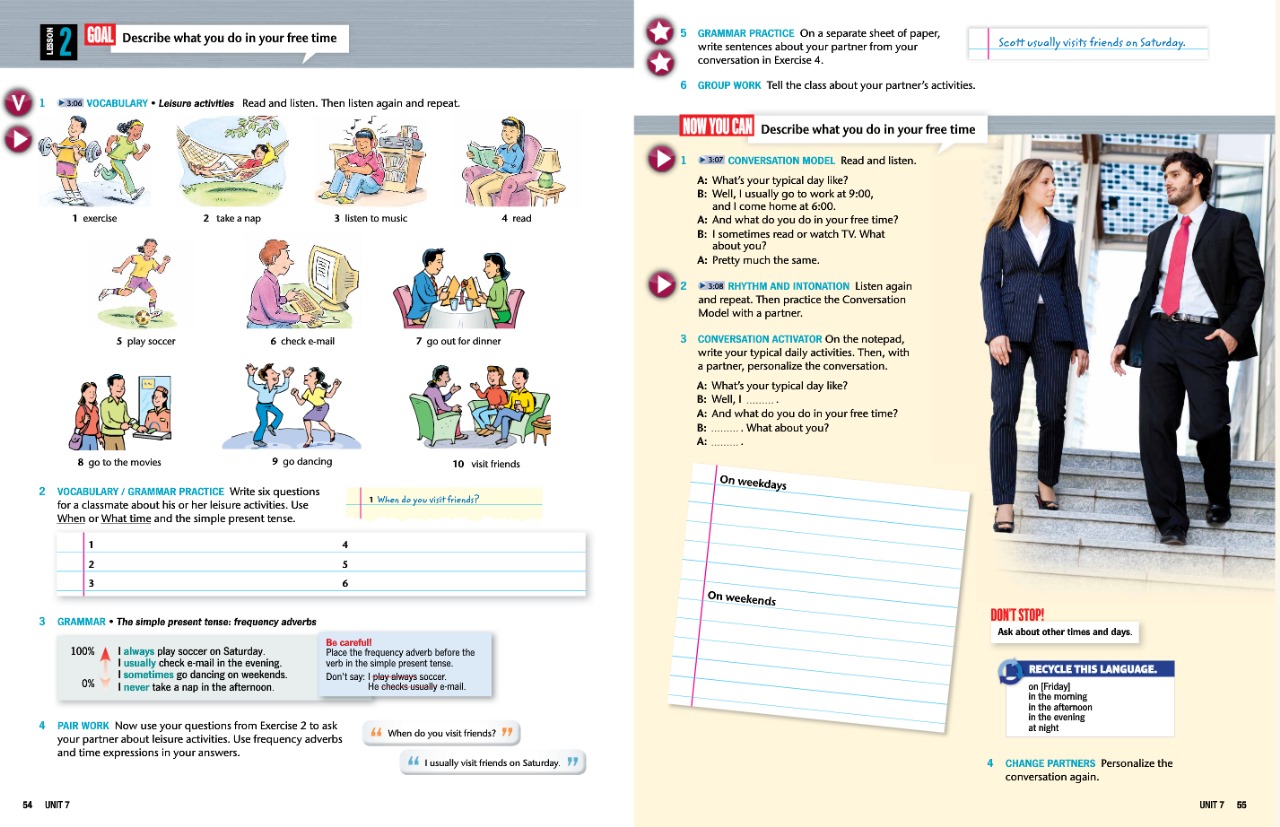 LESSON 2
GOAL Describe what you do in your free time
V
1 3:06 VOCABULARY • Leisure activities Read and listen. Then listen again and repeat.
1 exercise
2 take a nap
3 listen to music
4 read
5 play soccer
6 check e-mail
7 go out for dinner
8 go to the movies
9 go dancing
10 visit friends
2 VOCABULARY / GRAMMAR PRACTICE Write six questions
for a classmate about his or her leisure activities. Use
When or What time and the simple present tense.
1 When do you visit friends?
1
2
3
4
5
6
3 GRAMMAR • The simple present tense: frequency adverbs
100%
0%
I always play soccer on Saturday.
I usually check e-mail in the evening.
I sometimes go dancing on weekends.
I never take a nap in the afternoon.
Be careful!
Place the frequency adverb before the
verb in the simple present tense.
Don't say: I play always soccer.
He checks usually e-mail.
4 PAIR WORK Now use your questions from Exercise 2 to ask
your partner about leisure activities. Use frequency adverbs
and time expressions in your answers.
“ When do you visit friends? ”
“ I usually visit friends on Saturday. ”
54 UNIT 7
5 GRAMMAR PRACTICE On a separate sheet of paper,
write sentences about your partner from your
conversation in Exercise 4.
Scott usually visits friends on Saturday.
6 GROUP WORK Tell the class about your partner's activities.
NOW YOU CAN Describe what you do in your free time
1 3:07 CONVERSATION MODEL Read and listen.
A: What's your typical day like?
B: Well, I usually go to work at 9:00,
and I come home at 6:00.
A: And what do you do in your free time?
B: I sometimes read or watch TV. What
about you?
A: Pretty much the same.
2 3:08 RHYTHM AND INTONATION Listen again
and repeat. Then practice the Conversation
Model with a partner.
3 CONVERSATION ACTIVATOR On the notepad,
write your typical daily activities. Then, with
a partner, personalize the conversation.
A: What's your typical day like?
B: Well, I ......... .
A: And what do you do in your free time?
B: ......... . What about you?
A: ......... .
On weekdays
On weekends
DON'T STOP!
Ask about other times and days.
RECYCLE THIS LANGUAGE.
on [Friday]
in the morning
in the afternoon
in the evening
at night
4 CHANGE PARTNERS Personalize the
conversation again.
UNIT 7 55